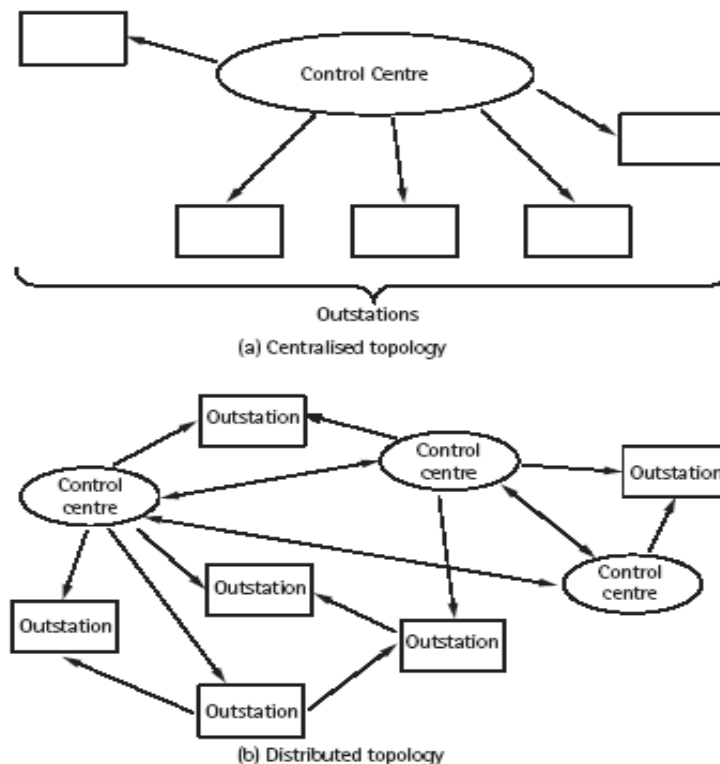 Control Centre
Outstations
(a) Centralised topology
Outstation
Control
centre
Outstation
Control
centre
Outstation
Control
centre
Outstation
Outstation
Outstation
(b) Distributed topology